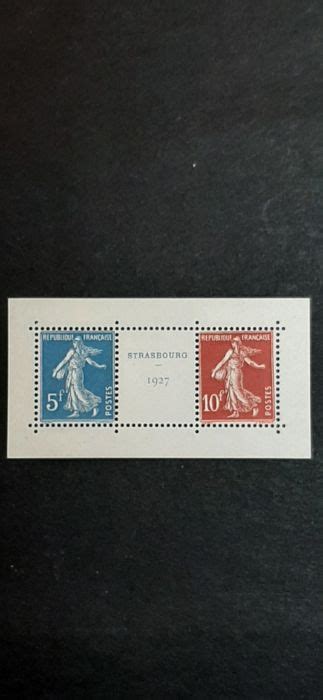 REPUBLIQUE FRANÇAISE
5f
POSTES
STRASBOURG
1927
REPUBLIQUE FRANÇAISE
10f
POSTES